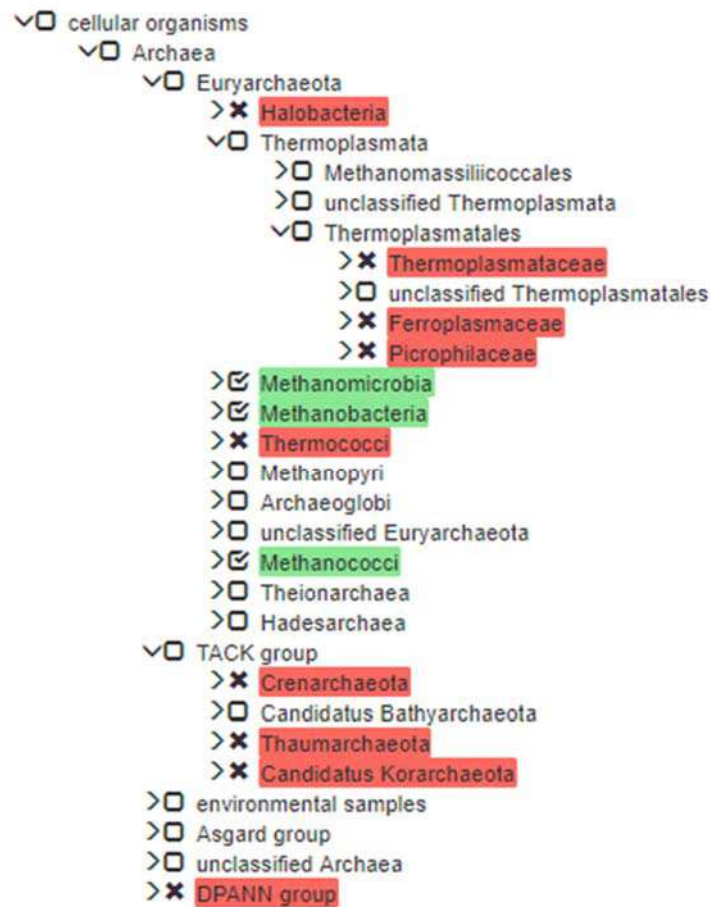 cellular organisms
Archaea
Euryarchaeota
Halobacteria
Thermoplasmata
Methanomassiliicoccales
unclassified Thermoplasmata
Thermoplasmatales
Thermoplasmataceae
unclassified Thermoplasmatales
Ferroplasmaceae
Picrophilaceae
Methanomicrobia
Methanobacteria
Thermococci
Methanopyri
Archaeoglobi
unclassified Euryarchaeota
Methanococci
Theionarchaea
Hadesarchaea
TACK group
Crenarchaeota
Candidatus Bathyarchaeota
Thaumarchaeota
Candidatus Korarchaeota
environmental samples
Asgard group
unclassified Archaea
DPANN group